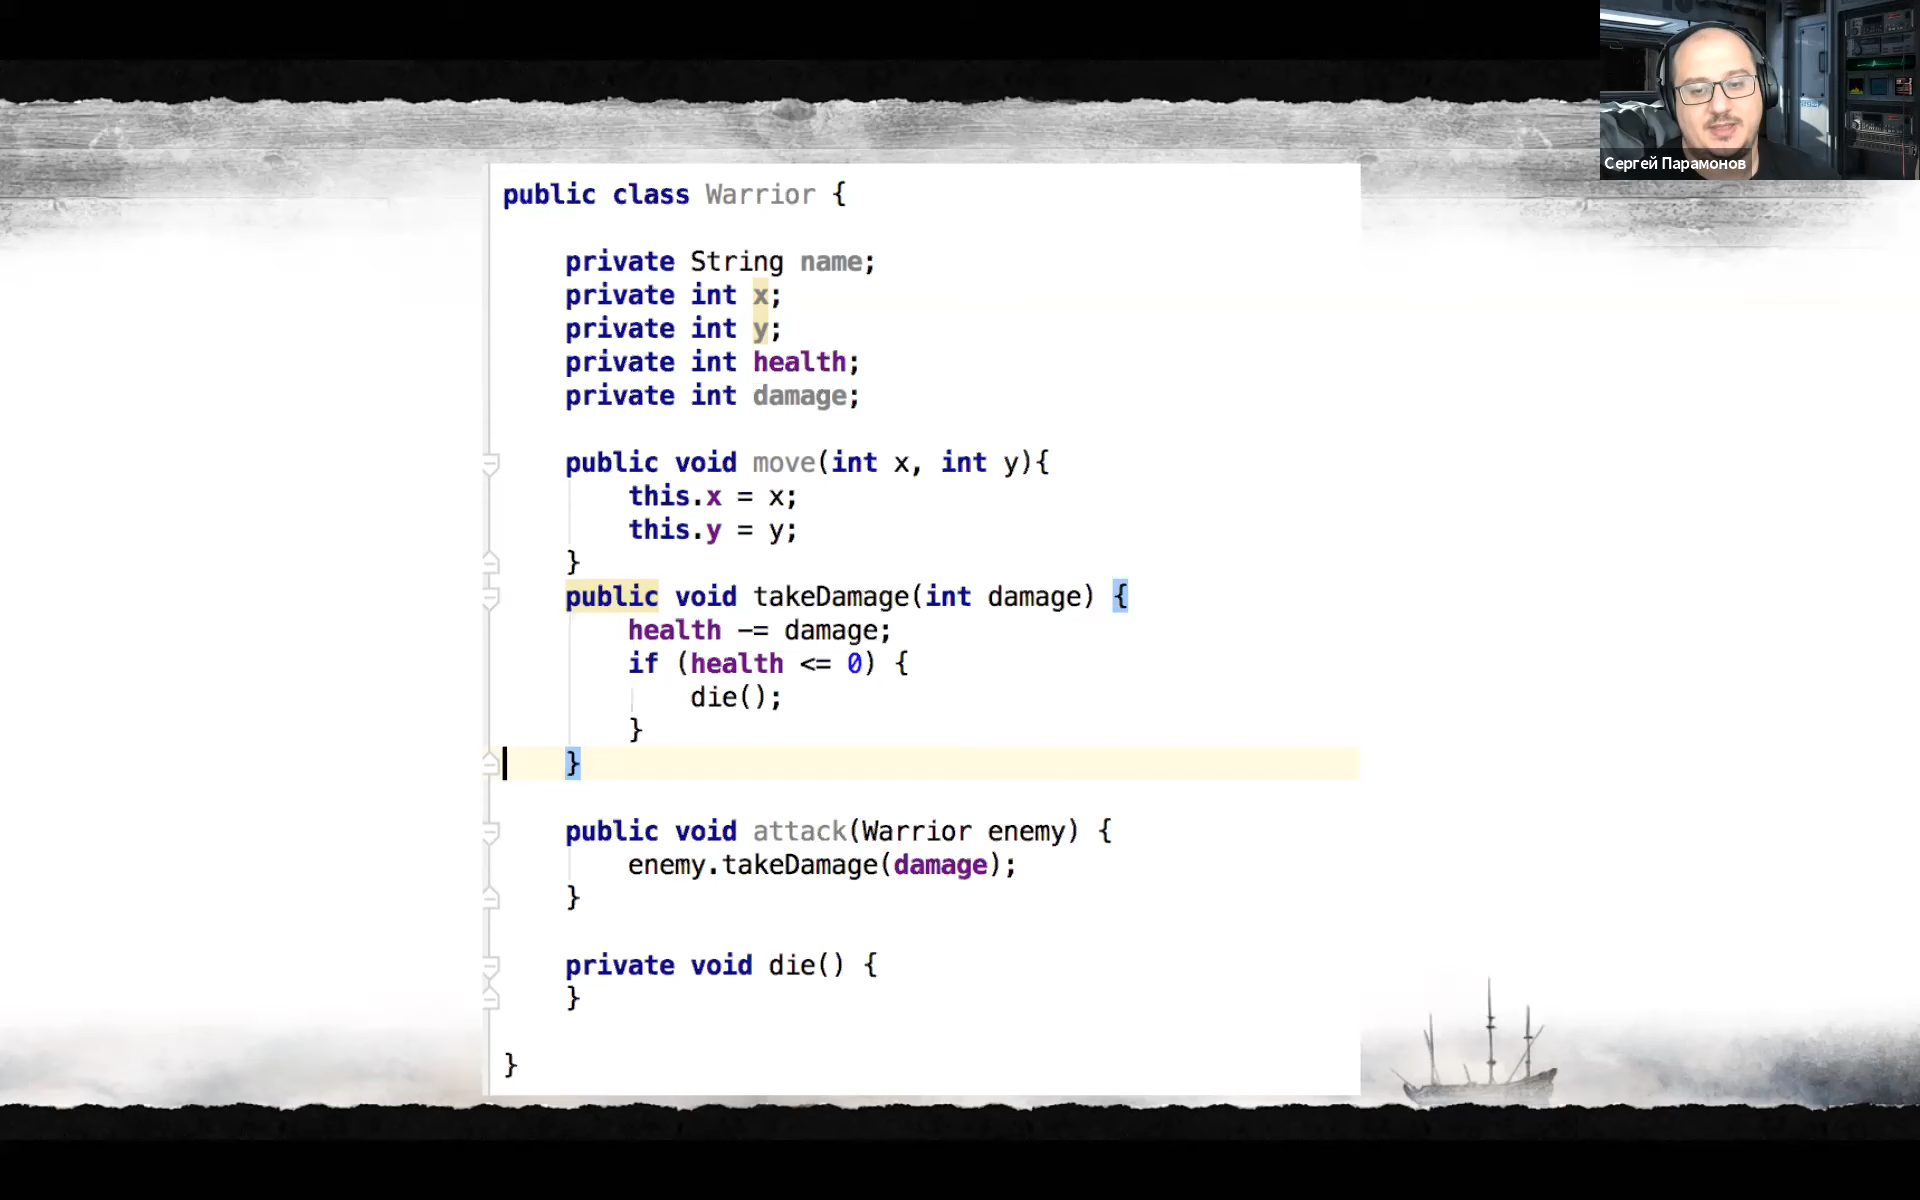 Сергей Парамонов
public class Warrior {
private String name;
private int x;
private int y;
private int health;
private int damage;
public void move(int x, int y){
this.x = x;
this.y = y;
}
public void takeDamage(int damage) {
health -= damage;
if (health <= 0) {
die();
}
}
public void attack(Warrior enemy) {
enemy.takeDamage(damage);
}
private void die() {
}
}